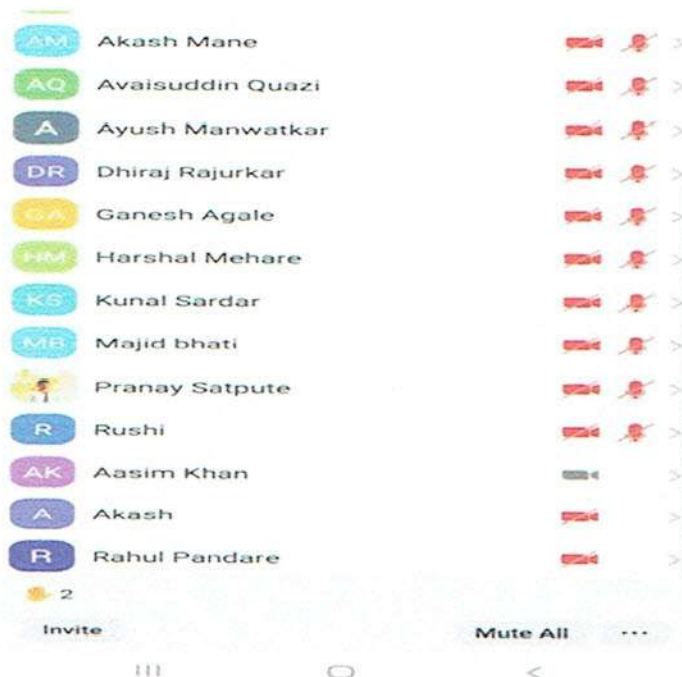 AM Akash Mane
AQ Avaisuddin Quazi
A Ayush Manwatkar
DR Dhiraj Rajurkar
GA Ganesh Agale
HM Harshal Mehare
KS Kunal Sardar
MB Majid bhati
Pranay Satpute
R Rushi
AK Aasim Khan
A Akash
R Rahul Pandare
2
Invite Mute All ...